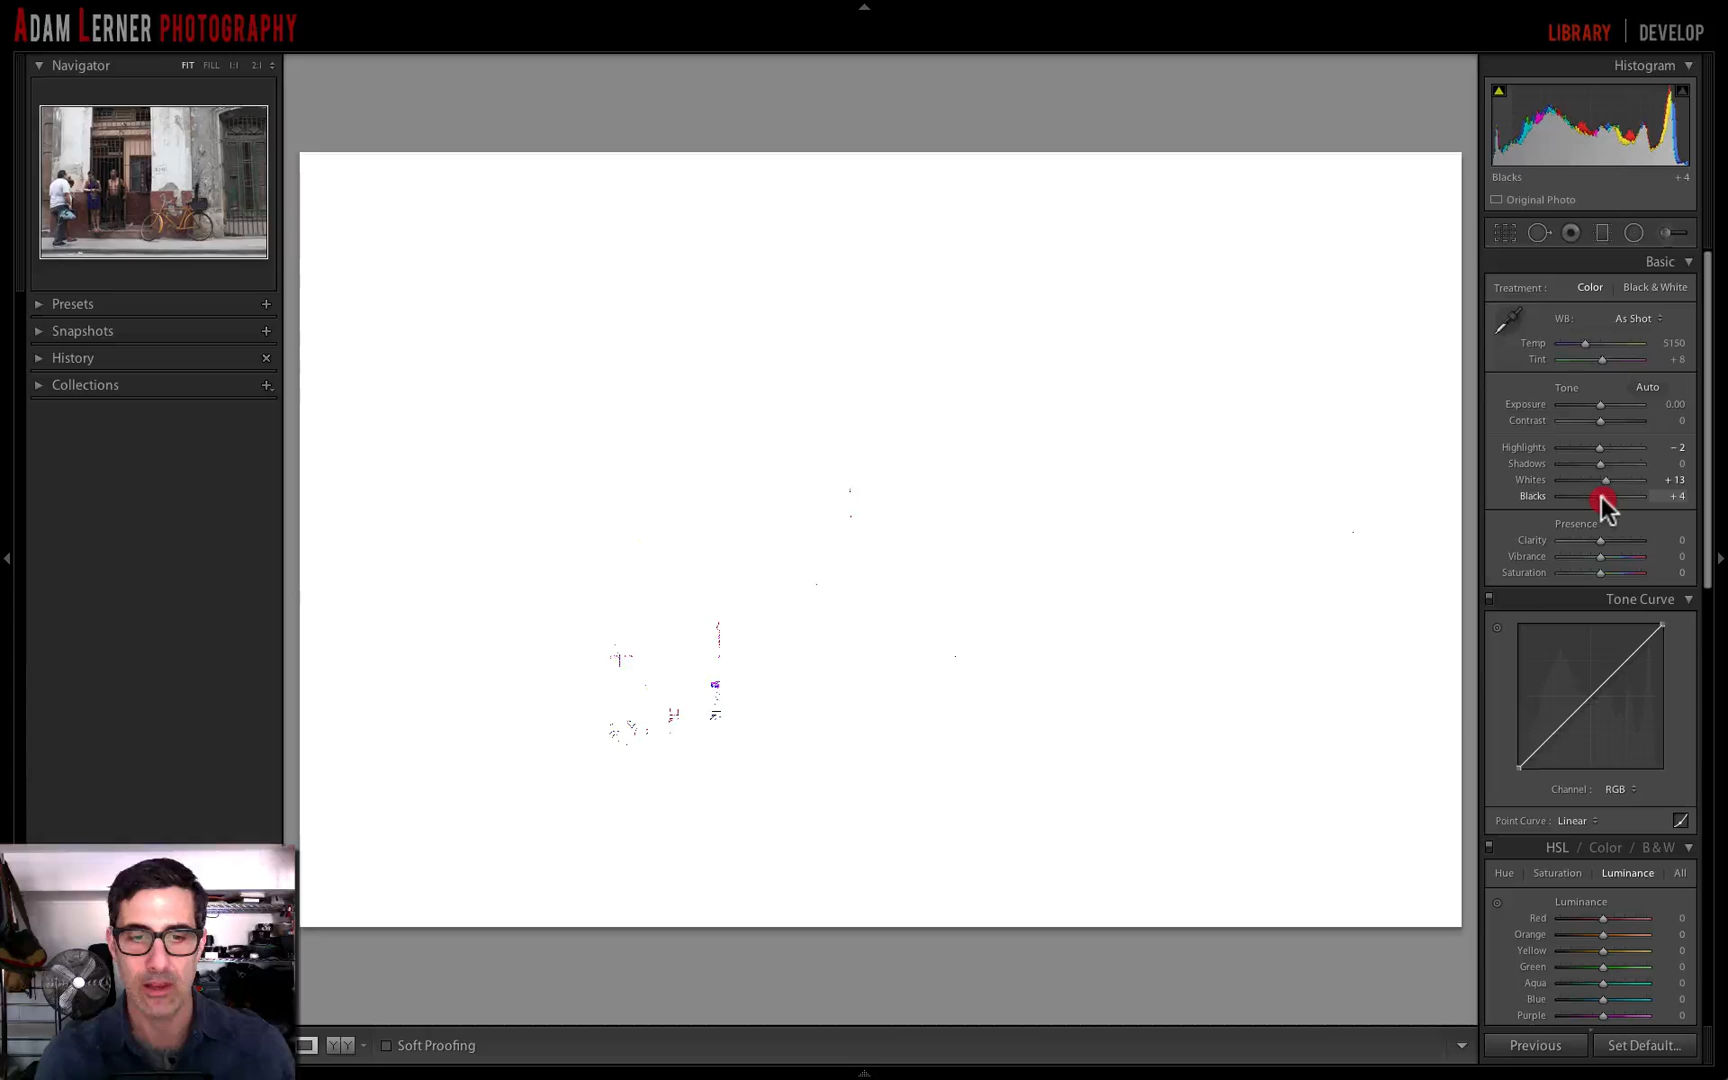 ADAM LERNER PHOTOGRAPHY
LIBRARY | DEVELOP
Navigator FIT FILL 1:1 2:1
Presets
Snapshots
History
Collections
Histogram
Blacks +4
Original Photo
Basic
Treatment : Color Black & White
WB: As Shot
Temp 5150
Tint +8
Tone Auto
Exposure 0.00
Contrast 0
Highlights -2
Shadows 0
Whites +13
Blacks +4
Presence
Clarity 0
Vibrance 0
Saturation 0
Tone Curve
Channel : RGB
Point Curve : Linear
HSL / Color / B & W
Hue Saturation Luminance All
Luminance
Red 0
Orange 0
Yellow 0
Green 0
Aqua 0
Blue 0
Purple 0
YY Soft Proofing
Previous Set Default...